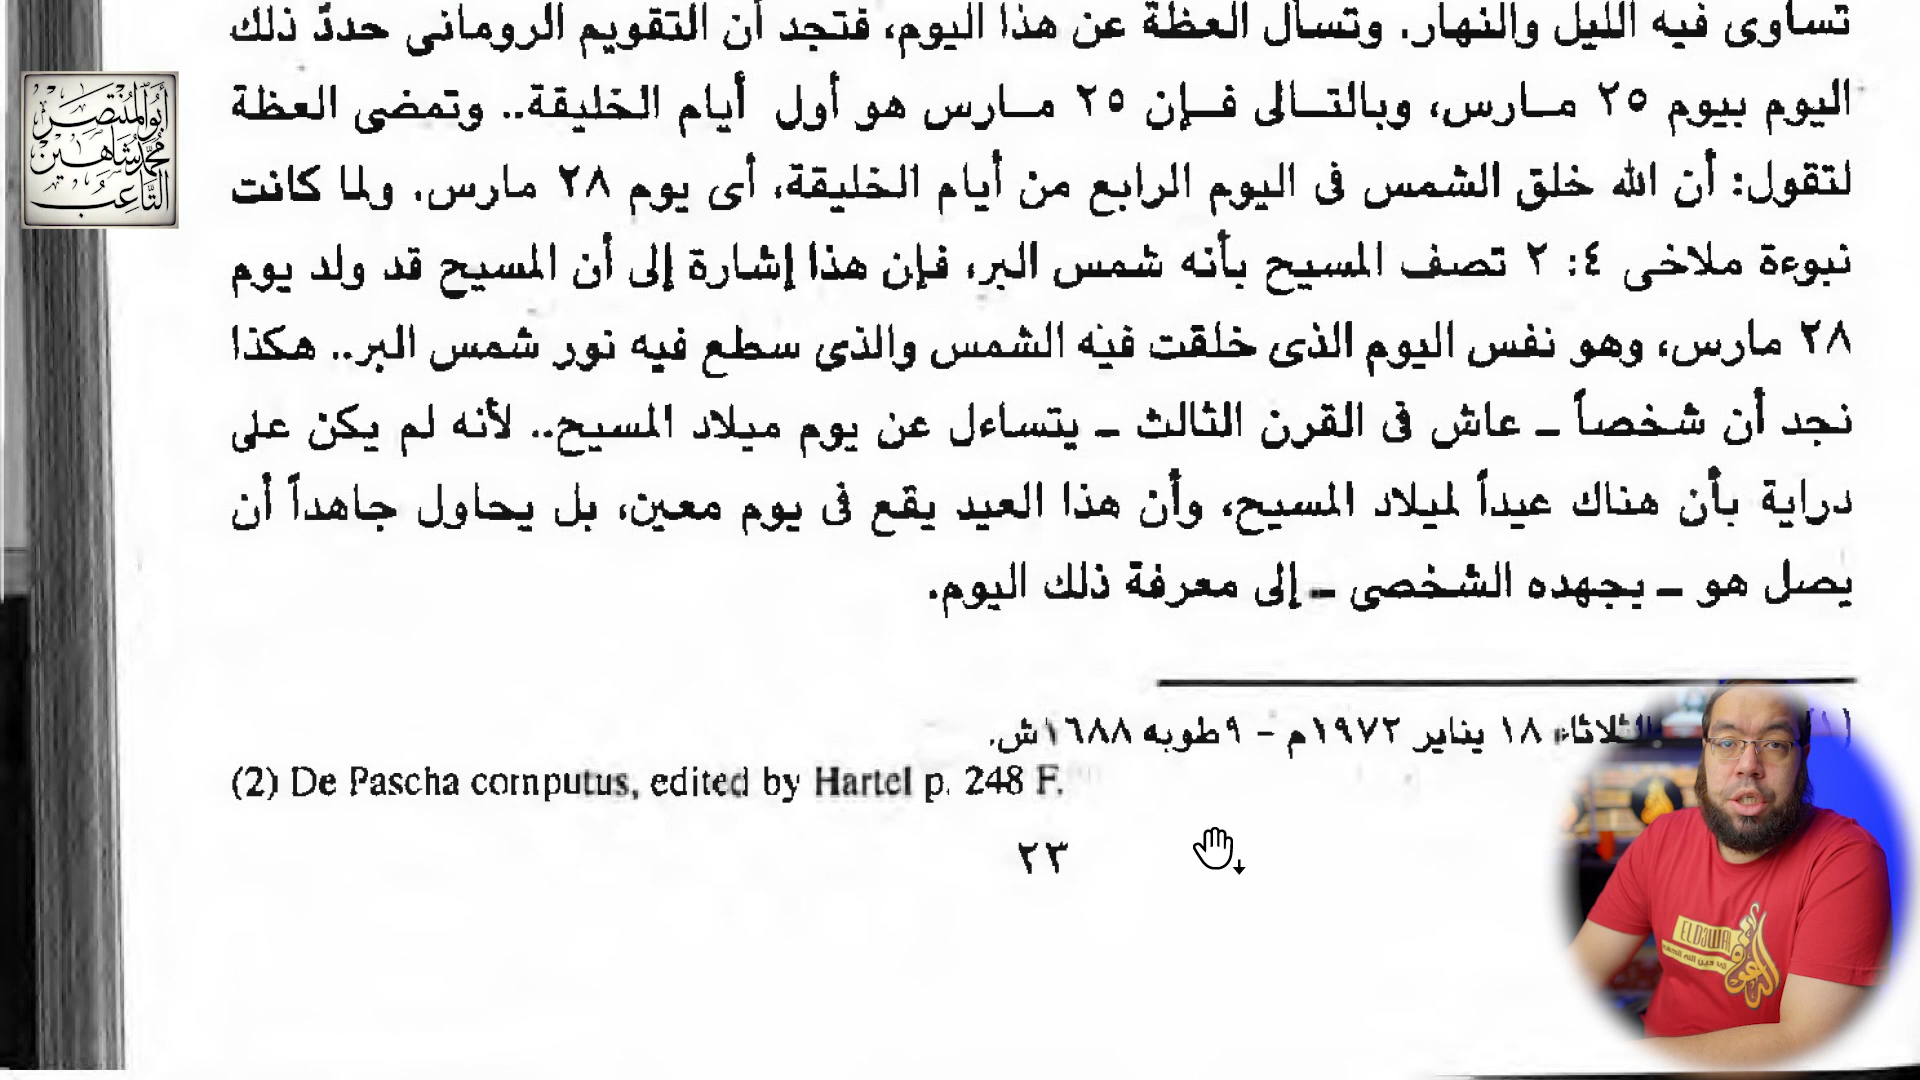 تساوى فيه الليل والنهار. وتسأل العظة عن هذا اليوم، فتجد أن التقويم الرومانى حددّ ذلك
اليوم بيوم ٢٥ مـارس، وبالتـالى فـإن ٢٥ مـارس هو أول أيام الخليقة.. وتمضى العظة
لتقول: أن الله خلق الشمس فى اليوم الرابع من أيام الخليقة، أى يوم ٢٨ مارس. ولما كانت
نبوءة ملاخى ٤: ٢ تصف المسيح بأنه شمس البر، فإن هذا إشارة إلى أن المسيح قد ولد يوم
٢٨ مارس، وهو نفس اليوم الذى خلقت فيه الشمس والذى سطع فيه نور شمس البر.. هكذا
نجد أن شخصاً ـ عاش فى القرن الثالث ـ يتساءل عن يوم ميلاد المسيح.. لأنه لم يكن على
دراية بأن هناك عيداً لميلاد المسيح، وأن هذا العيد يقع فى يوم معين، بل يحاول جاهداً أن
يصل هو ـ بجهده الشخصى ـ إلى معرفة ذلك اليوم.
الثلاثاء ١٨ يناير ١٩٧٢م - ٩طوبه ١٦٨٨ش.
(2) De Pascha computus, edited by Hartel p. 248 F.
٢٣
أبو المنتصر
محمد شاهين
التاعب
ELD3WAH